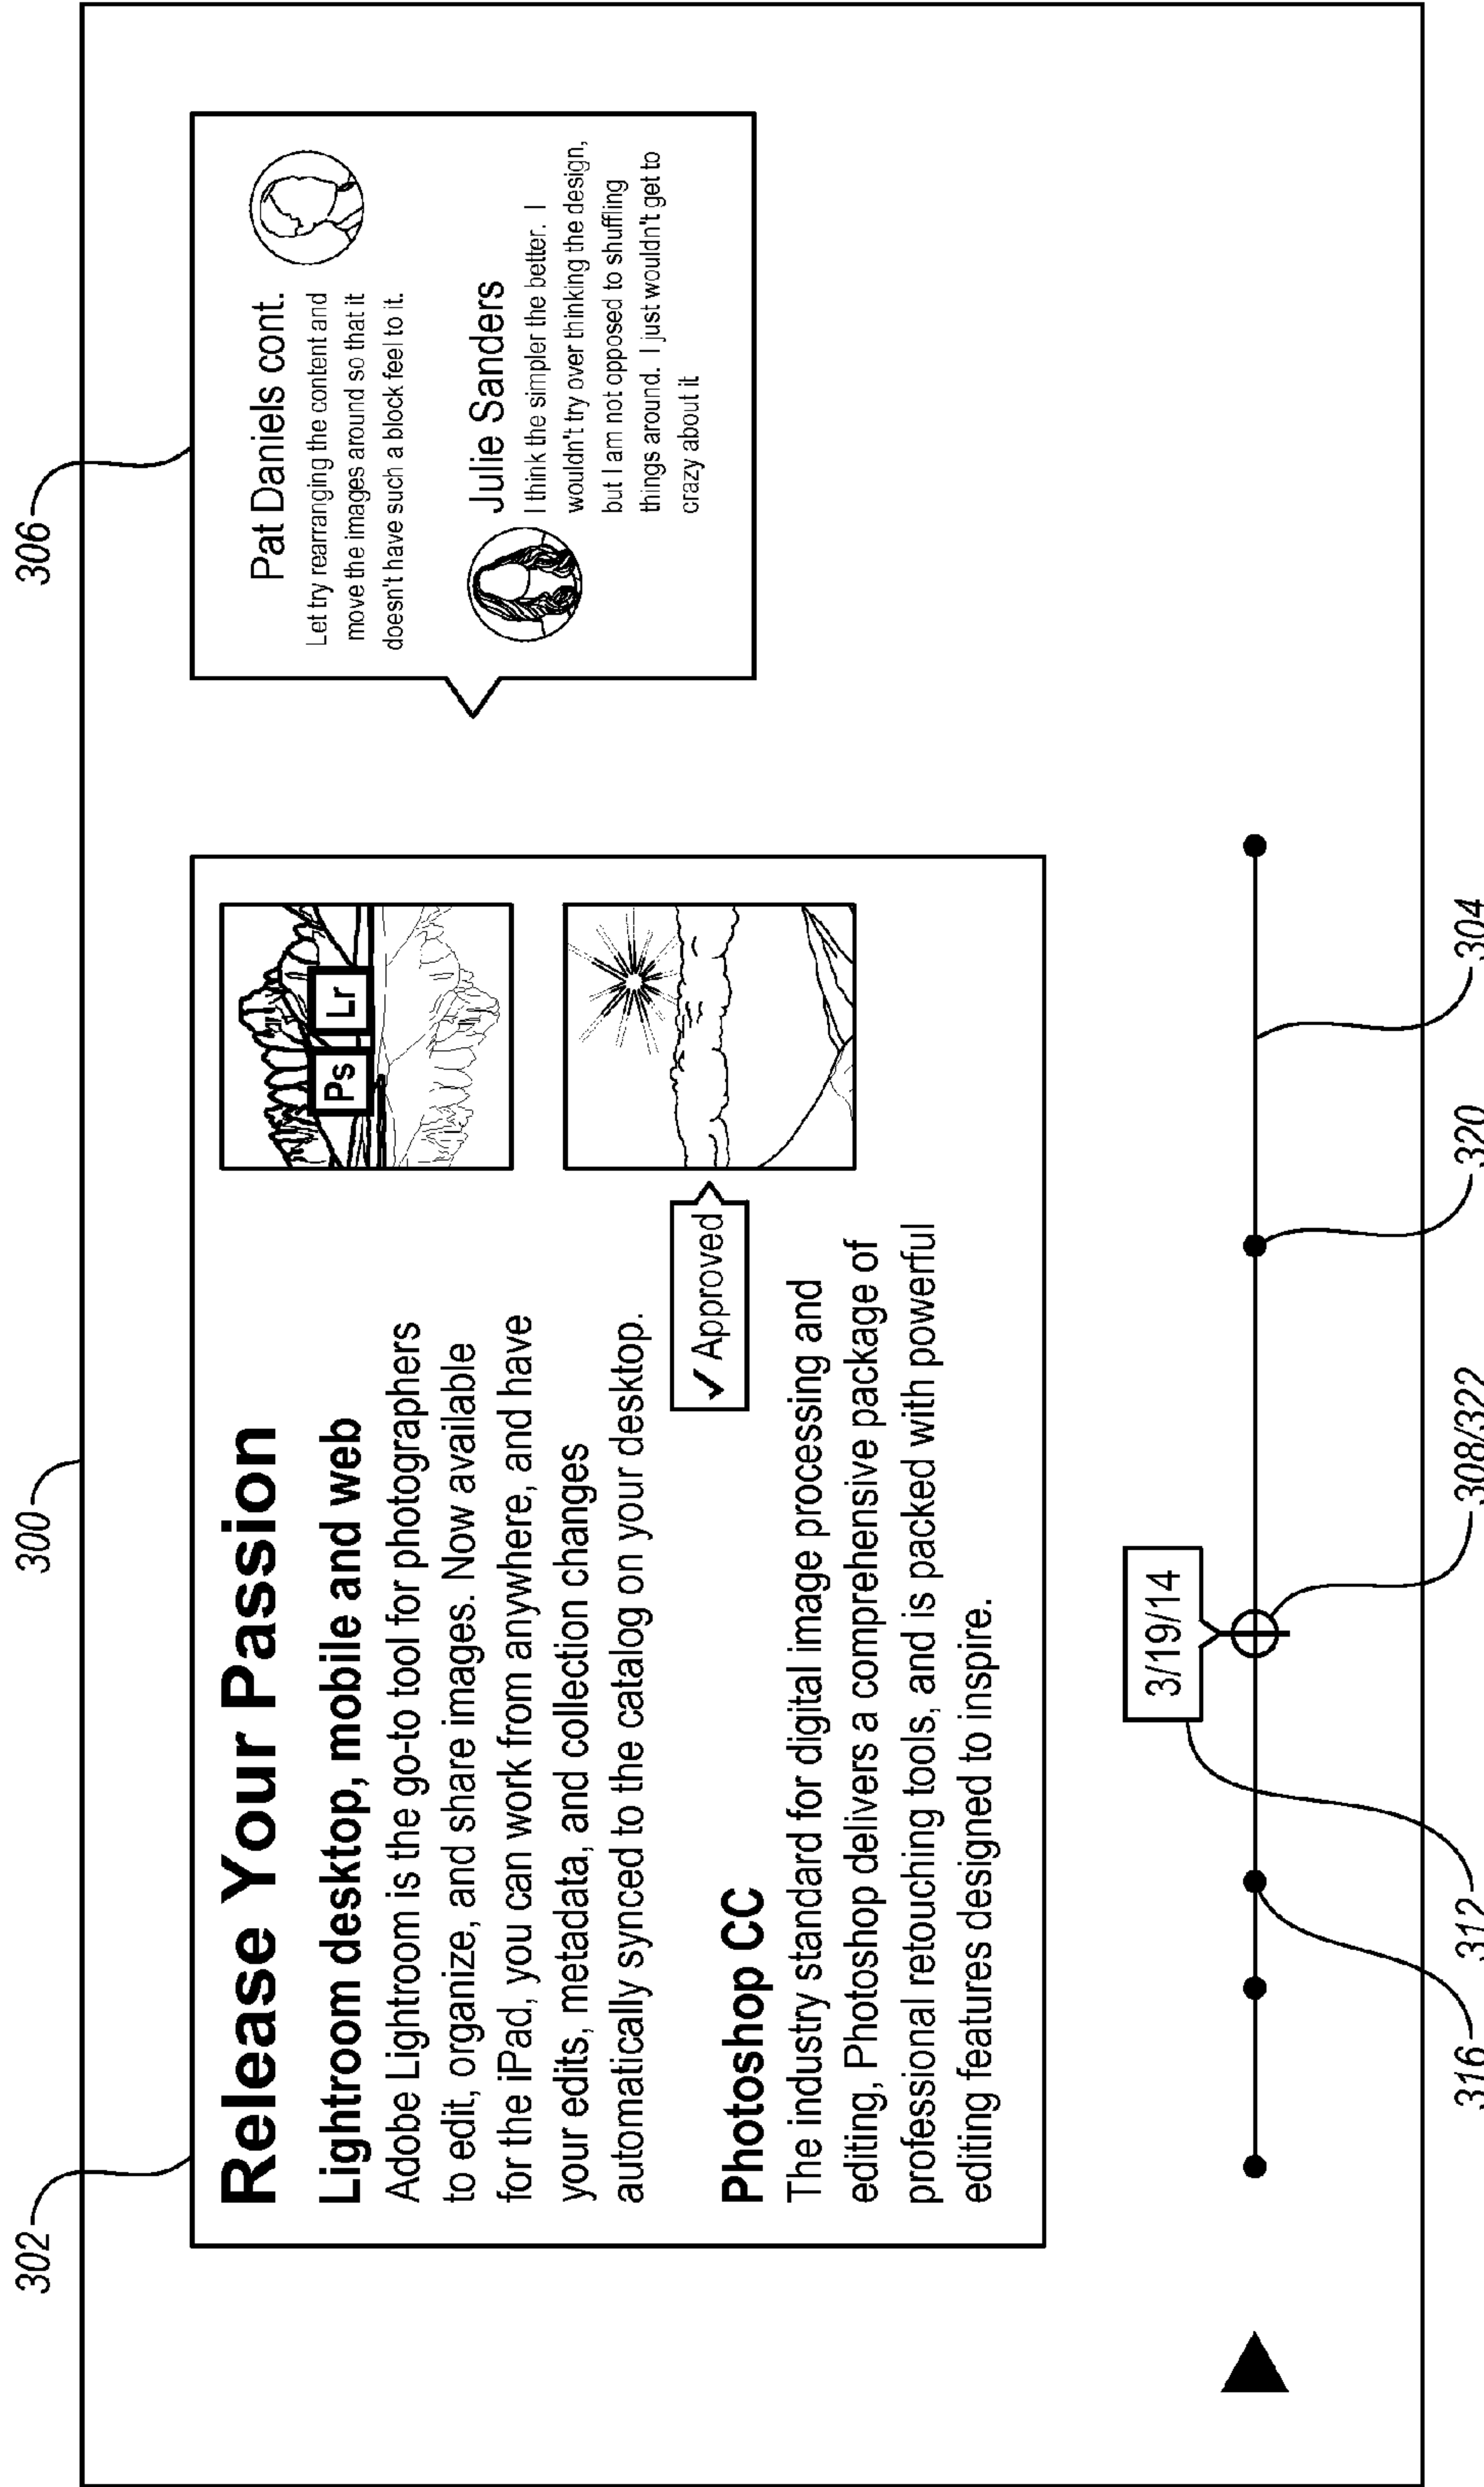 300
302
306
Release Your Passion
Lightroom desktop, mobile and web
Adobe Lightroom is the go-to tool for photographers
to edit, organize, and share images. Now available
for the iPad, you can work from anywhere, and have
your edits, metadata, and collection changes
automatically synced to the catalog on your desktop.
Ps
Lr
✓ Approved
Photoshop CC
The industry standard for digital image processing and
editing, Photoshop delivers a comprehensive package of
professional retouching tools, and is packed with powerful
editing features designed to inspire.
Pat Daniels cont.
Let try rearranging the content and
move the images around so that it
doesn't have such a block feel to it.
Julie Sanders
I think the simpler the better. I
wouldn't try over thinking the design,
but I am not opposed to shuffling
things around. I just wouldn't get to
crazy about it
3/19/14
316
312
308/322
320
304